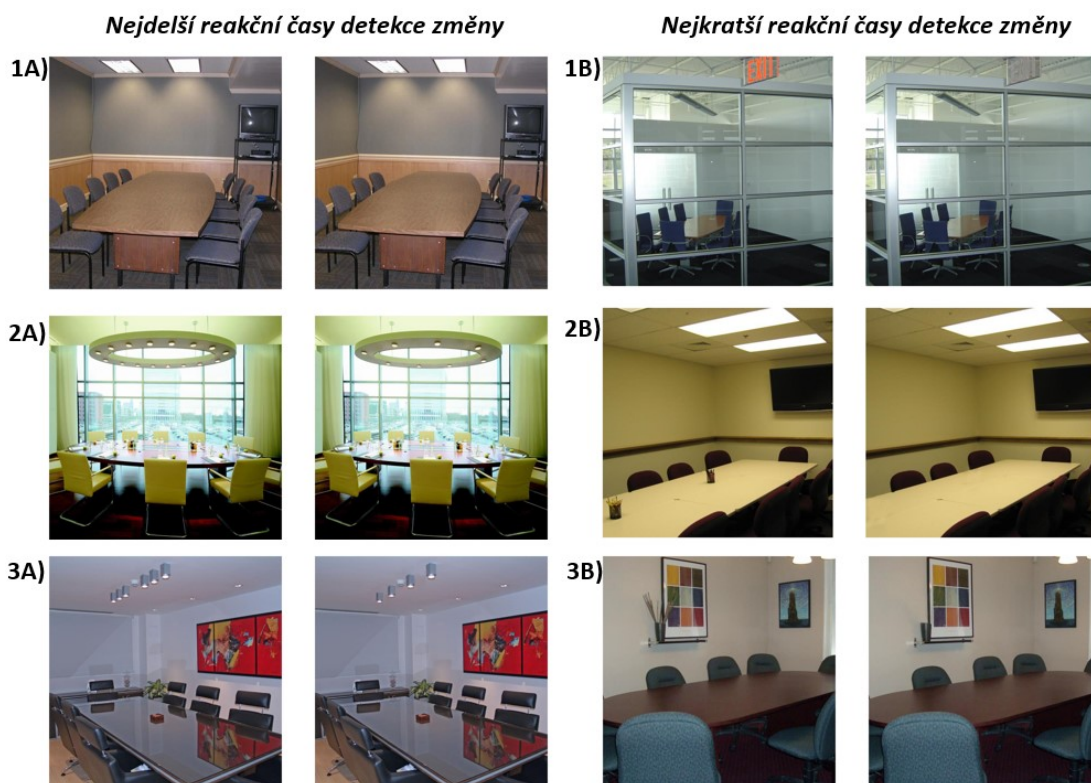 Nejdelší reakční časy detekce změny
Nejkratší reakční časy detekce změny
1A)
1B)
EXIT
2A)
2B)
3A)
3B)